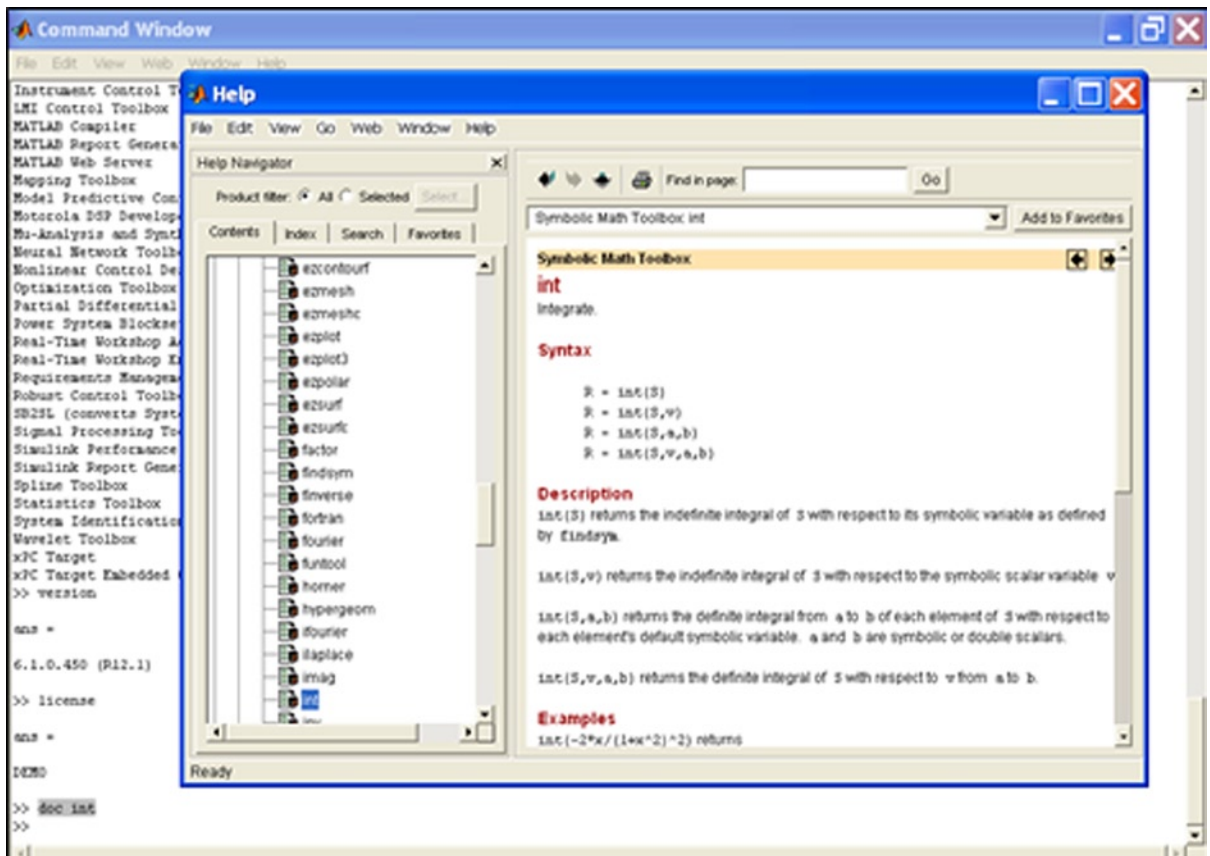 Command Window
File Edit View Web Window Help
Instrument Control T
LMI Control Toolbox
MATLAB Compiler
MATLAB Report Genera
MATLAB Web Server
Mapping Toolbox
Model Predictive Con
Motorola DSP Develop
Mu-Analysis and Synt
Neural Network Toolb
Nonlinear Control De
Optimization Toolbox
Partial Differential
Power System Blockse
Real-Time Workshop A
Real-Time Workshop E
Requirements Managem
Robust Control Toolb
SB2SL (converts Syst
Signal Processing To
Simulink Performance
Simulink Report Gene
Spline Toolbox
Statistics Toolbox
System Identification
Wavelet Toolbox
xPC Target
xPC Target Embedded
>> version
ans =
6.1.0.450 (R12.1)
>> license
ans =
DEMO
>> doc int
>>
Help
File Edit View Go Web Window Help
Help Navigator
Product filter: All Selected Select...
Contents Index Search Favorites
ezcontourf
ezmesh
ezmeshc
ezplot
ezplot3
ezpolar
ezsurf
ezsurfc
factor
findsym
finverse
fortran
fourier
funtool
horner
hypergeom
ifourier
ilaplace
imag
int
inv
Ready
Find in page: Go
Symbolic Math Toolbox int Add to Favorites
Symbolic Math Toolbox
int
Integrate.
Syntax
R = int(S)
R = int(S,v)
R = int(S,a,b)
R = int(S,v,a,b)
Description
int(S) returns the indefinite integral of S with respect to its symbolic variable as defined
by findsym.
int(S,v) returns the indefinite integral of S with respect to the symbolic scalar variable v
int(S,a,b) returns the definite integral from a to b of each element of S with respect to
each element's default symbolic variable. a and b are symbolic or double scalars.
int(S,v,a,b) returns the definite integral of S with respect to v from a to b.
Examples
int(-2*x/(1+x^2)^2) returns